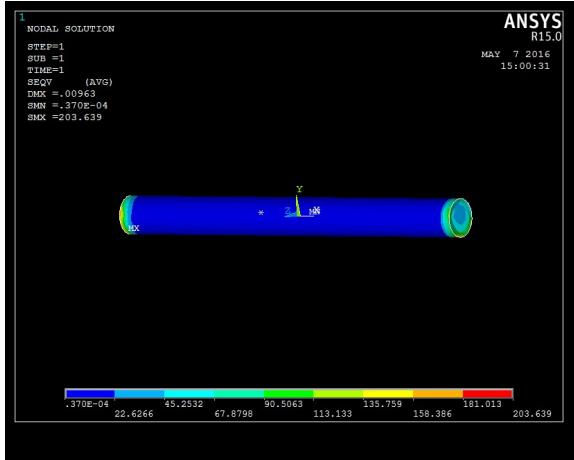 1
NODAL SOLUTION
STEP=1
SUB =1
TIME=1
SEQV (AVG)
DMX =.00963
SMN =.370E-04
SMX =203.639
ANSYS
R15.0
MAY 7 2016
15:00:31
Y
Z
MX
.370E-04 45.2532 90.5063 135.759 181.013
22.6266 67.8798 113.133 158.386 203.639